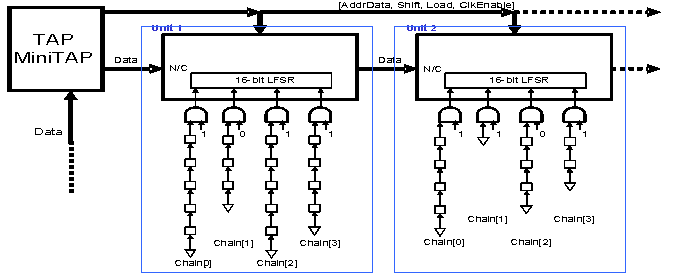 [AddrData, Shift, Load, ClkEnable]
Unit 1
Unit 2
TAP
MiniTAP
Data
N/C
16-bit LFSR
Data
N/C
16-bit LFSR
Data
1
0
1
1
1
1
0
1
Chain[0]
Chain[1]
Chain[2]
Chain[3]
Chain[0]
Chain[1]
Chain[2]
Chain[3]